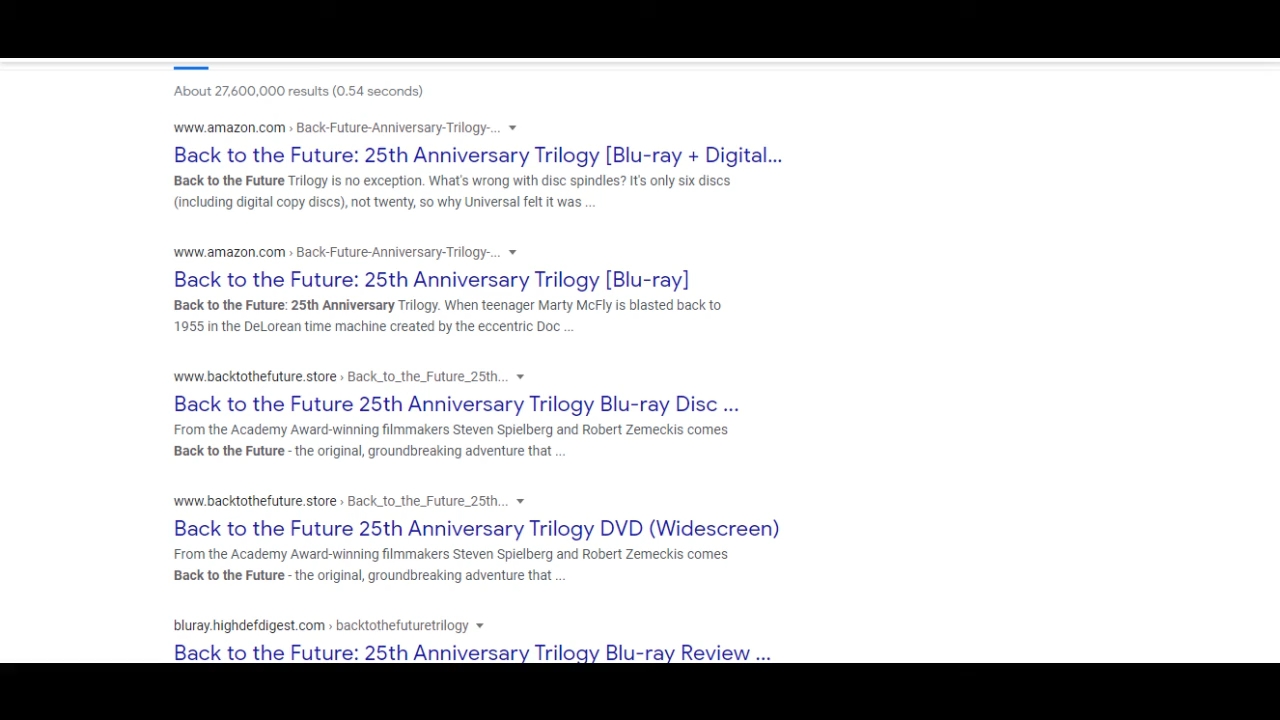 About 27,600,000 results (0.54 seconds)
www.amazon.com › Back-Future-Anniversary-Trilogy-...
Back to the Future: 25th Anniversary Trilogy [Blu-ray + Digital...
Back to the Future Trilogy is no exception. What's wrong with disc spindles? It's only six discs
(including digital copy discs), not twenty, so why Universal felt it was ...
www.amazon.com › Back-Future-Anniversary-Trilogy-...
Back to the Future: 25th Anniversary Trilogy [Blu-ray]
Back to the Future: 25th Anniversary Trilogy. When teenager Marty McFly is blasted back to
1955 in the DeLorean time machine created by the eccentric Doc ...
www.backtothefuture.store › Back_to_the_Future_25th...
Back to the Future 25th Anniversary Trilogy Blu-ray Disc ...
From the Academy Award-winning filmmakers Steven Spielberg and Robert Zemeckis comes
Back to the Future - the original, groundbreaking adventure that ...
www.backtothefuture.store › Back_to_the_Future_25th...
Back to the Future 25th Anniversary Trilogy DVD (Widescreen)
From the Academy Award-winning filmmakers Steven Spielberg and Robert Zemeckis comes
Back to the Future - the original, groundbreaking adventure that ...
bluray.highdefdigest.com › backtothefuturetrilogy
Back to the Future: 25th Anniversary Trilogy Blu-ray Review ...